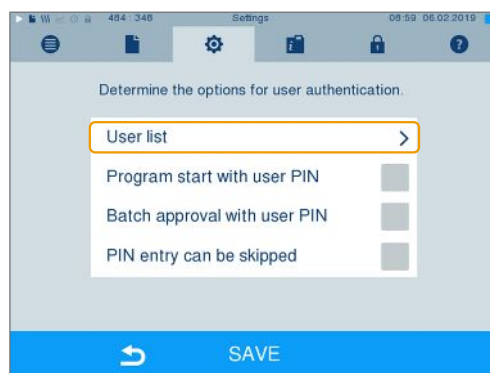 484 : 346 Settings 08:59 06.02.2019
Determine the options for user authentication.
User list
Program start with user PIN
Batch approval with user PIN
PIN entry can be skipped
SAVE